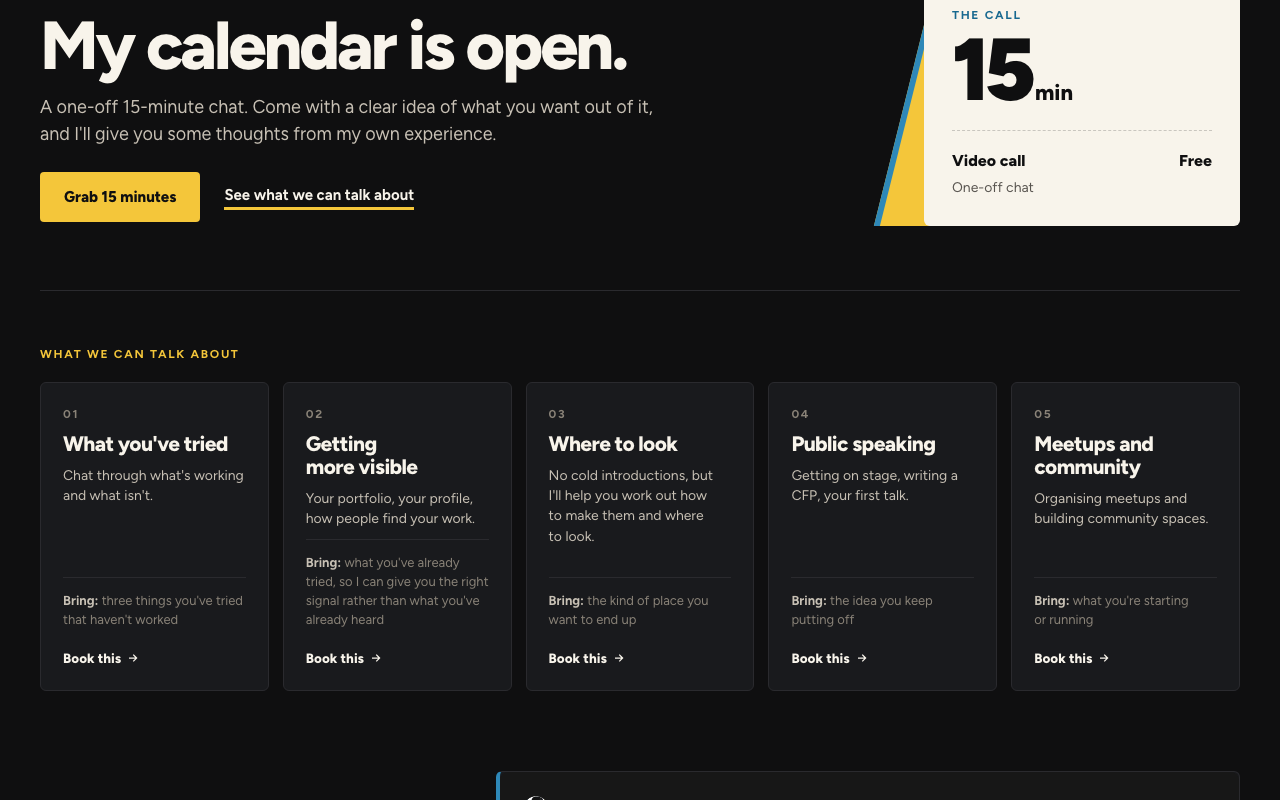 My calendar is open.
A one-off 15-minute chat. Come with a clear idea of what you want out of it,
and I'll give you some thoughts from my own experience.
Grab 15 minutes
See what we can talk about
THE CALL
15 min
Video call
Free
One-off chat
WHAT WE CAN TALK ABOUT
01
What you've tried
Chat through what's working
and what isn't.
Bring: three things you've tried
that haven't worked
Book this →
02
Getting
more visible
Your portfolio, your profile,
how people find your work.
Bring: what you've already
tried, so I can give you the right
signal rather than what you've
already heard
Book this →
03
Where to look
No cold introductions, but
I'll help you work out how
to make them and where
to look.
Bring: the kind of place you
want to end up
Book this →
04
Public speaking
Getting on stage, writing a
CFP, your first talk.
Bring: the idea you keep
putting off
Book this →
05
Meetups and
community
Organising meetups and
building community spaces.
Bring: what you're starting
or running
Book this →